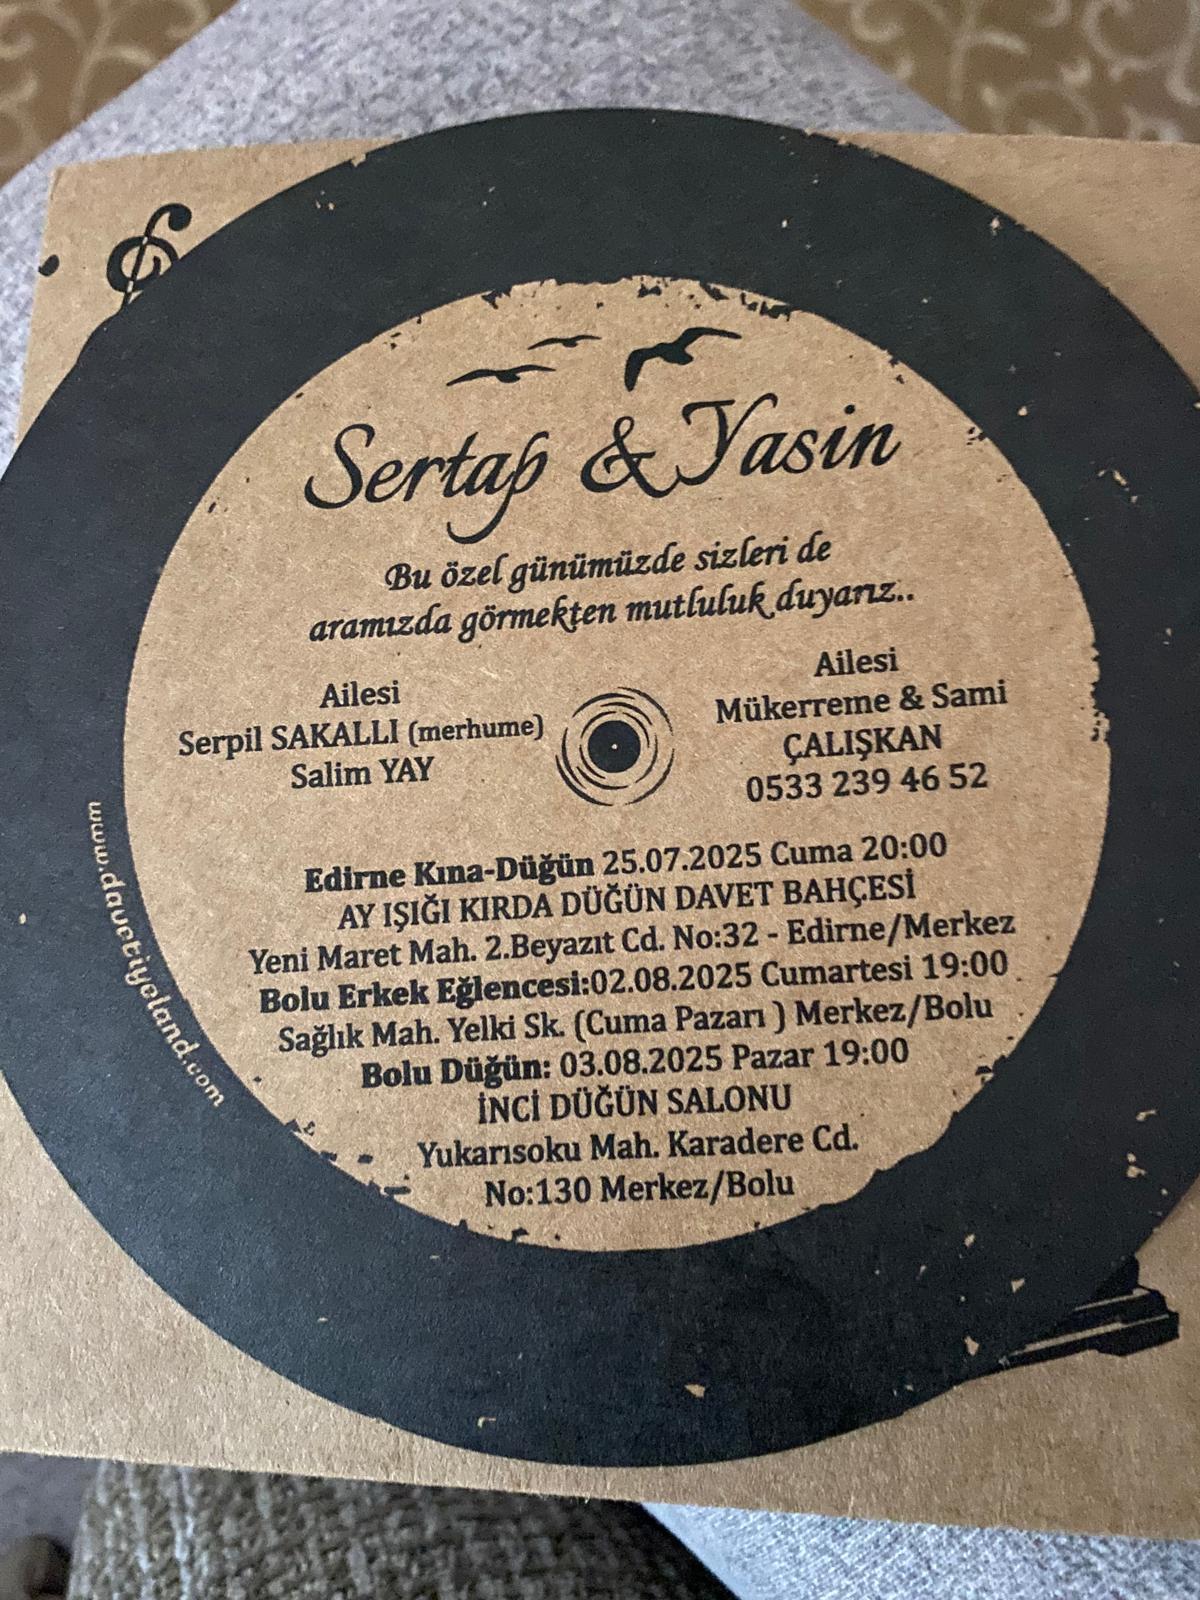 Sertap & Yasin
Bu özel günümüzde sizleri de
aramızda görmekten mutluluk duyarız..
Ailesi
Serpil SAKALLI (merhume)
Salim YAY
Ailesi
Mükerreme & Sami
ÇALIŞKAN
0533 239 46 52
Edirne Kına-Düğün 25.07.2025 Cuma 20:00
AY IŞIĞI KIRDA DÜĞÜN DAVET BAHÇESİ
Yeni Maret Mah. 2.Beyazıt Cd. No:32 - Edirne/Merkez
Bolu Erkek Eğlencesi:02.08.2025 Cumartesi 19:00
Sağlık Mah. Yelki Sk. (Cuma Pazarı ) Merkez/Bolu
Bolu Düğün: 03.08.2025 Pazar 19:00
İNCİ DÜĞÜN SALONU
Yukarısoku Mah. Karadere Cd.
No:130 Merkez/Bolu
www.davetiyeland.com